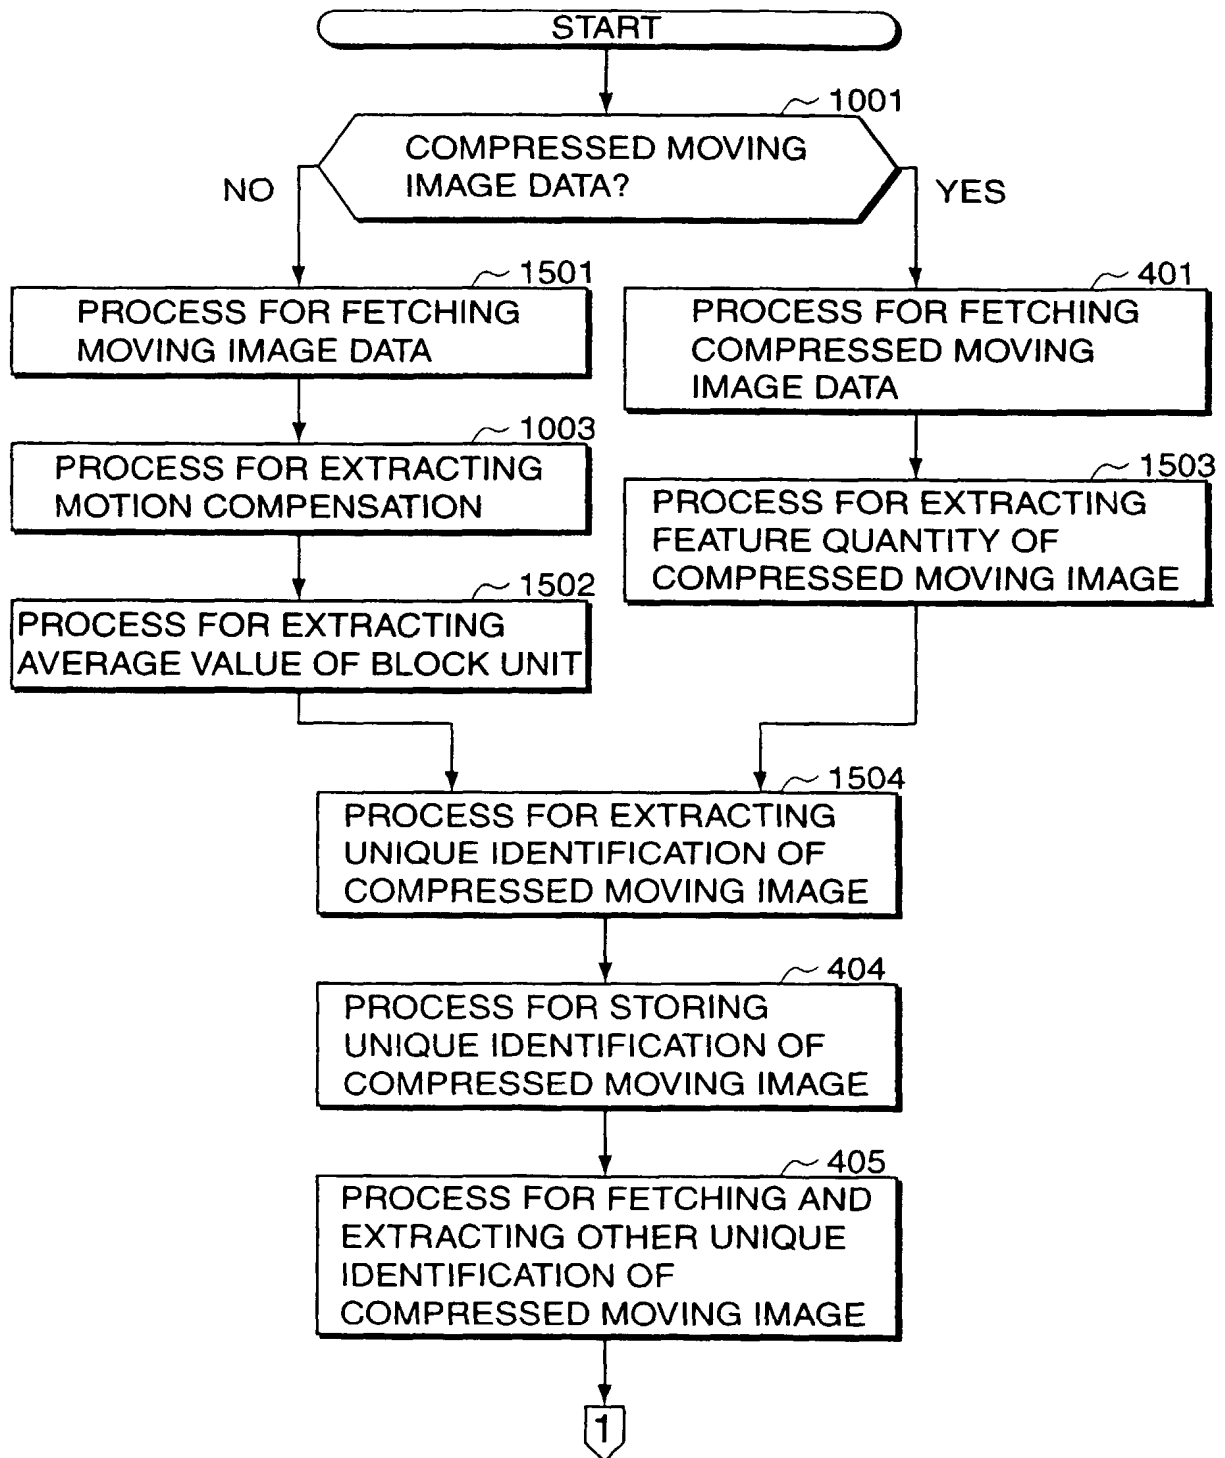 START
1001
COMPRESSED MOVING
IMAGE DATA?
NO
YES
1501
PROCESS FOR FETCHING
MOVING IMAGE DATA
401
PROCESS FOR FETCHING
COMPRESSED MOVING
IMAGE DATA
1003
PROCESS FOR EXTRACTING
MOTION COMPENSATION
1503
PROCESS FOR EXTRACTING
FEATURE QUANTITY OF
COMPRESSED MOVING IMAGE
1502
PROCESS FOR EXTRACTING
AVERAGE VALUE OF BLOCK UNIT
1504
PROCESS FOR EXTRACTING
UNIQUE IDENTIFICATION OF
COMPRESSED MOVING IMAGE
404
PROCESS FOR STORING
UNIQUE IDENTIFICATION OF
COMPRESSED MOVING IMAGE
405
PROCESS FOR FETCHING AND
EXTRACTING OTHER UNIQUE
IDENTIFICATION OF
COMPRESSED MOVING IMAGE
1